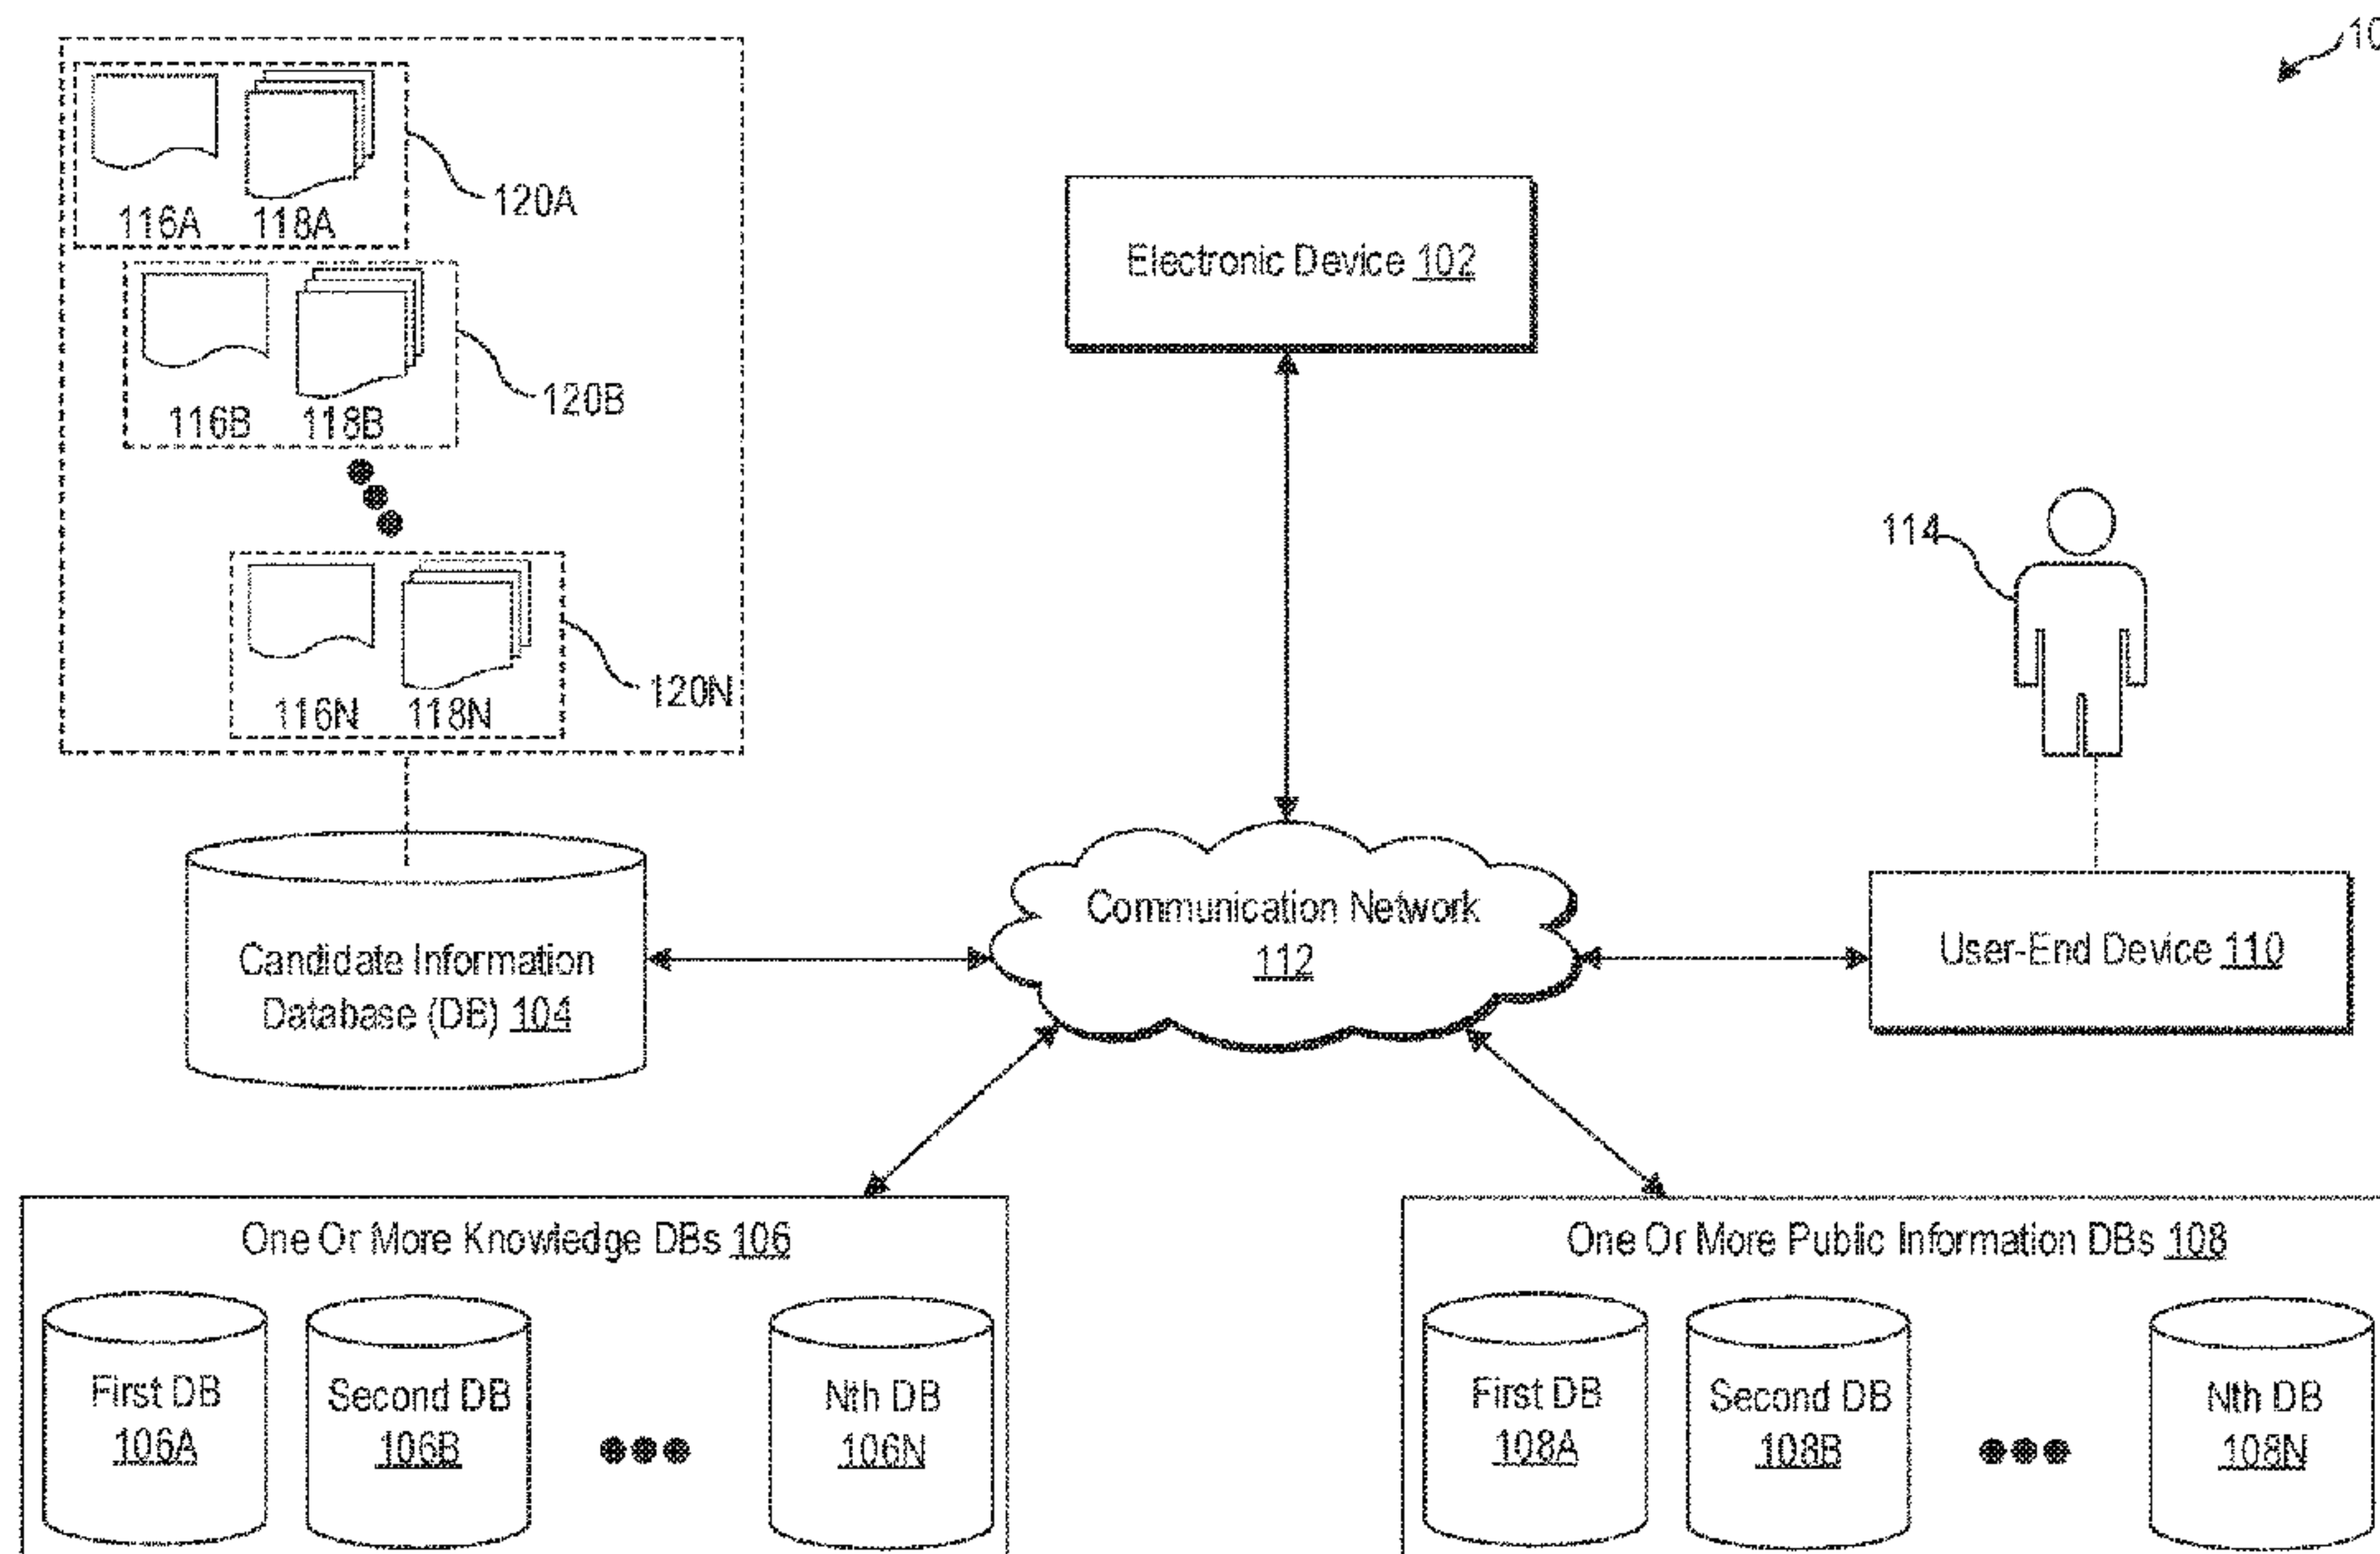 120A
116A 118A
120B
116B 118B
120N
116N 118N
Electronic Device 102
114
Candidate Information
Database (DB) 104
Communication Network
112
User-End Device 110
One Or More Knowledge DBs 106
First DB
106A
Second DB
106B
Nth DB
106N
One Or More Public Information DBs 108
First DB
108A
Second DB
108B
Nth DB
108N